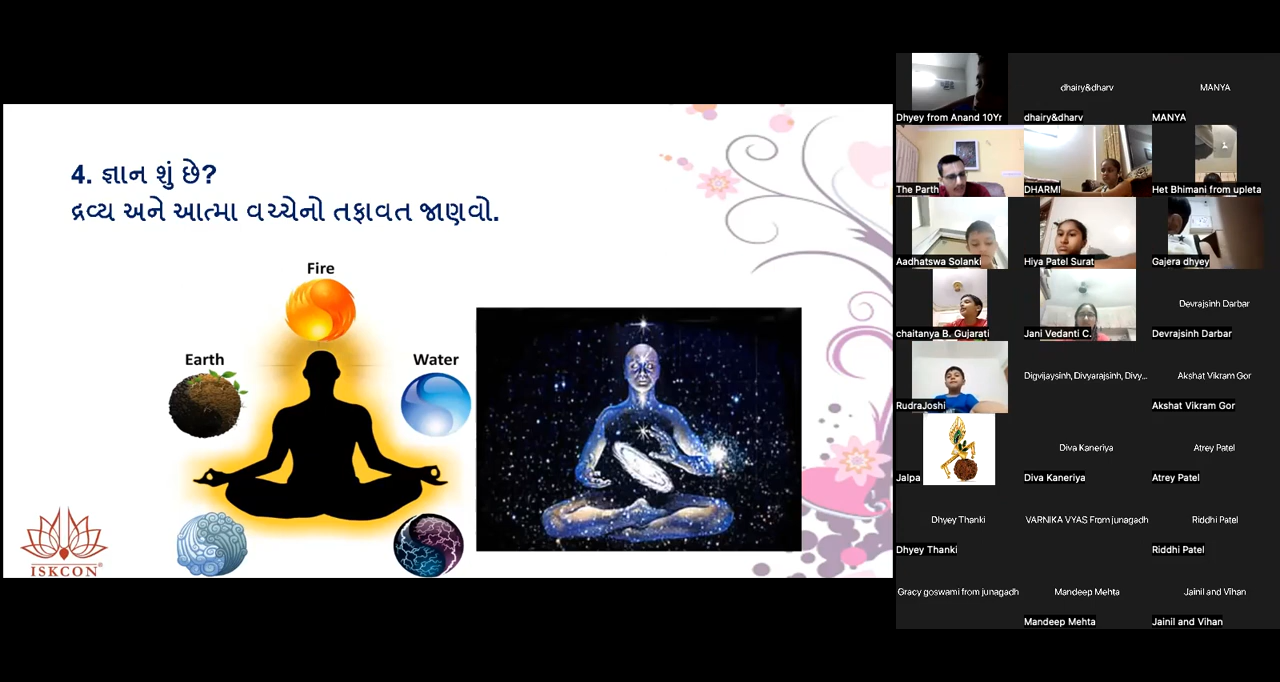 4. જ્ઞાન શું છે?
દ્રવ્ય અને આત્મા વચ્ચેનો તફાવત જાણવો.
Fire
Earth
Water
ISKCON®
Dhyey from Anand 10Yr
dhairy&dharv
dhairy&dharv
MANYA
MANYA
The Parth
DHARMI
Het Bhimani from upleta
Aadhatswa Solanki
Hiya Patel Surat
Gajera dhyey
chaitanya B. Gujarati
Jani Vedanti C.
Devrajsinh Darbar
Devrajsinh Darbar
RudraJoshi
Digvijaysinh, Divyarajsinh, Divy...
Akshat Vikram Gor
Akshat Vikram Gor
Jalpa
Diva Kaneriya
Diva Kaneriya
Atrey Patel
Atrey Patel
Dhyey Thanki
Dhyey Thanki
VARNIKA VYAS From junagadh
Riddhi Patel
Riddhi Patel
Gracy goswami from junagadh
Mandeep Mehta
Mandeep Mehta
Jainil and Vihan
Jainil and Vihan